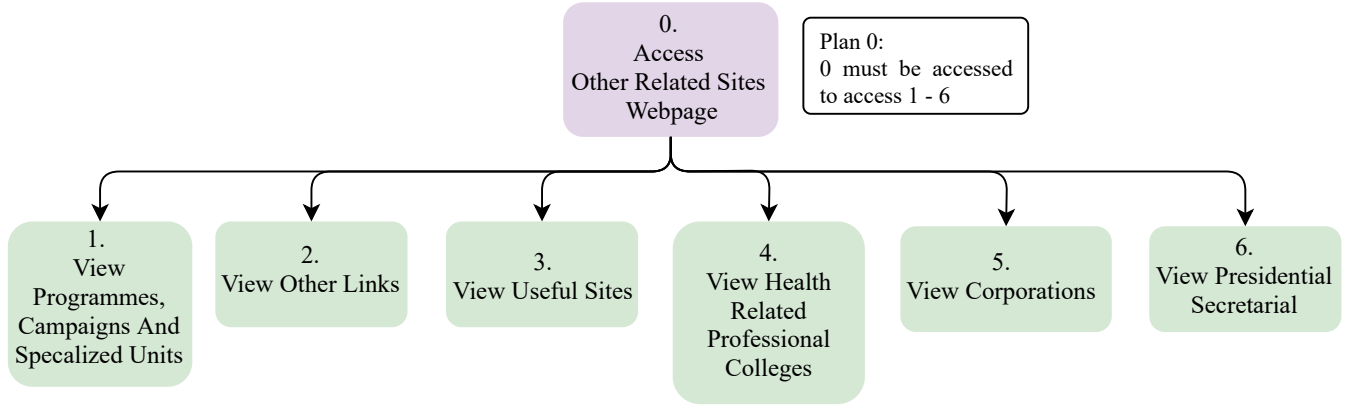 0.
Access
Other Related Sites
Webpage
Plan 0:
0 must be accessed
to access 1 - 6
1.
View
Programmes,
Campaigns And
Specalized Units
2.
View Other Links
3.
View Useful Sites
4.
View Health
Related
Professional
Colleges
5.
View Corporations
6.
View Presidential
Secretarial